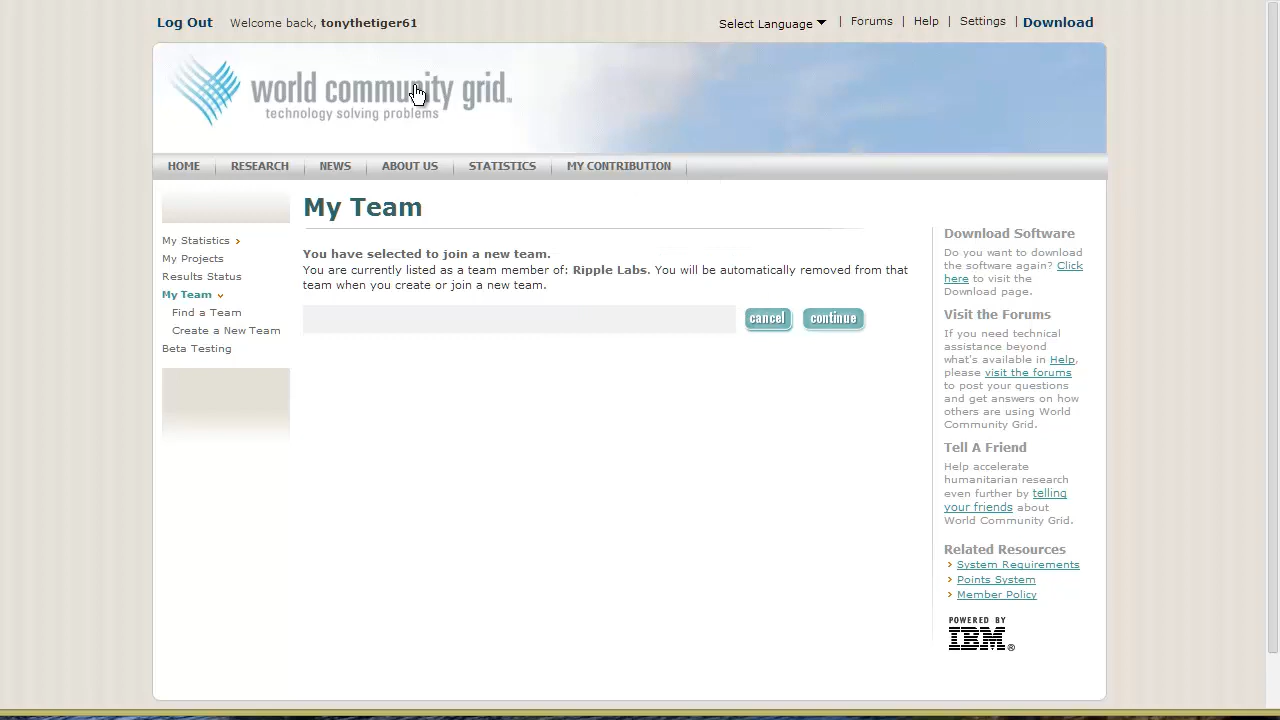 Log Out Welcome back, tonythetiger61 Select Language | Forums | Help | Settings | Download
world community grid.
technology solving problems
HOME RESEARCH NEWS ABOUT US STATISTICS MY CONTRIBUTION
My Statistics
My Projects
Results Status
My Team
Find a Team
Create a New Team
Beta Testing
My Team
You have selected to join a new team.
You are currently listed as a team member of: Ripple Labs. You will be automatically removed from that
team when you create or join a new team.
cancel continue
Download Software
Do you want to download
the software again? Click
here to visit the
Download page.
Visit the Forums
If you need technical
assistance beyond
what's available in Help,
please visit the forums
to post your questions
and get answers on how
others are using World
Community Grid.
Tell A Friend
Help accelerate
humanitarian research
even further by telling
your friends about
World Community Grid.
Related Resources
System Requirements
Points System
Member Policy
POWERED BY
IBM®